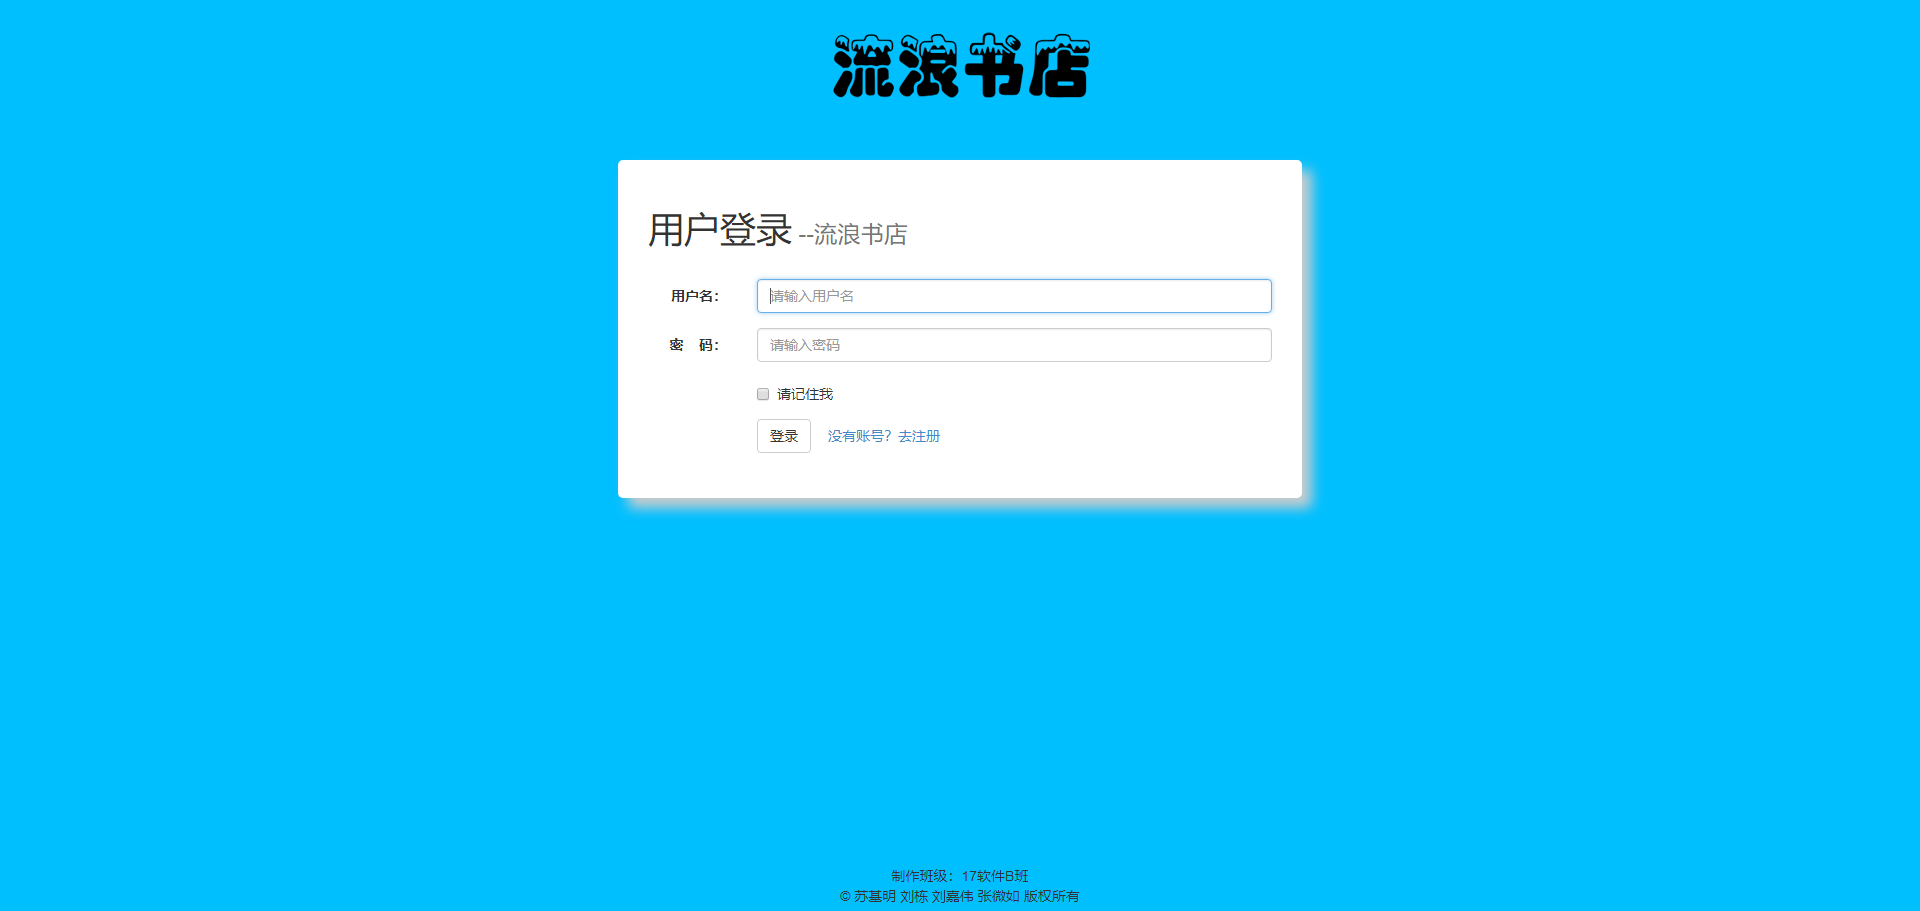 流浪书店
用户登录 --流浪书店
用户名：
请输入用户名
密 码：
请输入密码
请记住我
登录 没有账号？去注册
制作班级：17软件B班
© 苏基明 刘栋 刘嘉伟 张微如 版权所有